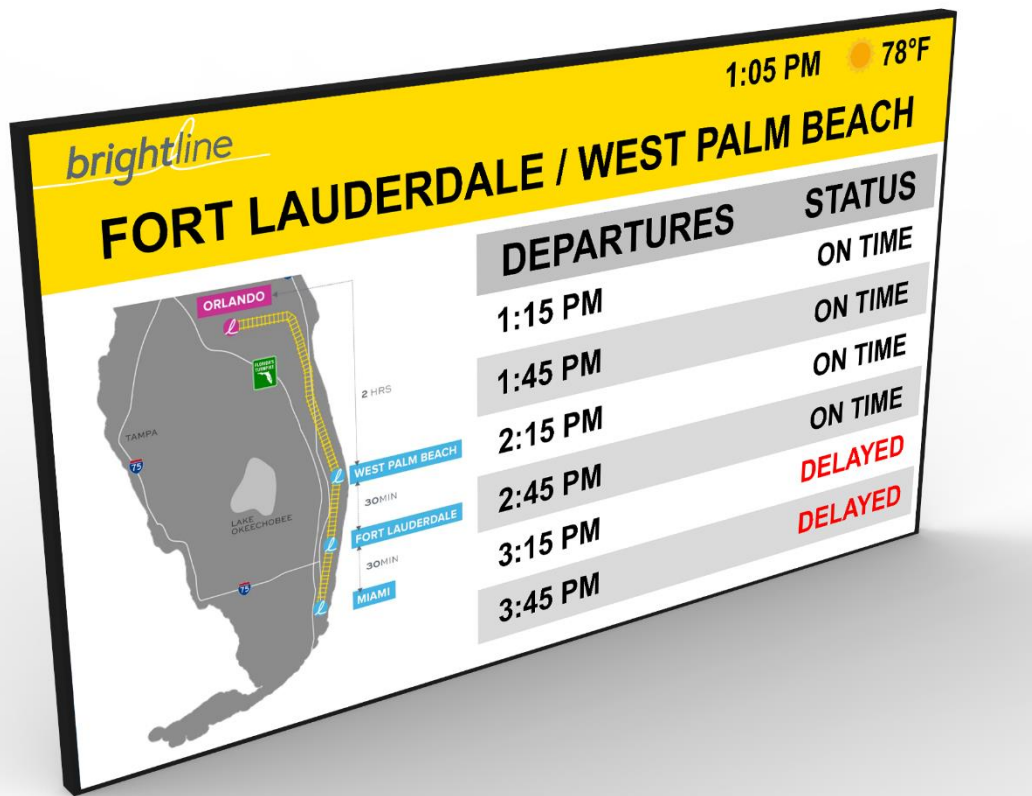 1:05 PM 78°F
brightline
FORT LAUDERDALE / WEST PALM BEACH
DEPARTURES STATUS
1:15 PM ON TIME
1:45 PM ON TIME
2:15 PM ON TIME
2:45 PM ON TIME
3:15 PM DELAYED
3:45 PM DELAYED
ORLANDO
FLORIDA'S
TURNPIKE
2 HRS
TAMPA
75
WEST PALM BEACH
30MIN
LAKE
OKEECHOBEE
FORT LAUDERDALE
30MIN
75
MIAMI